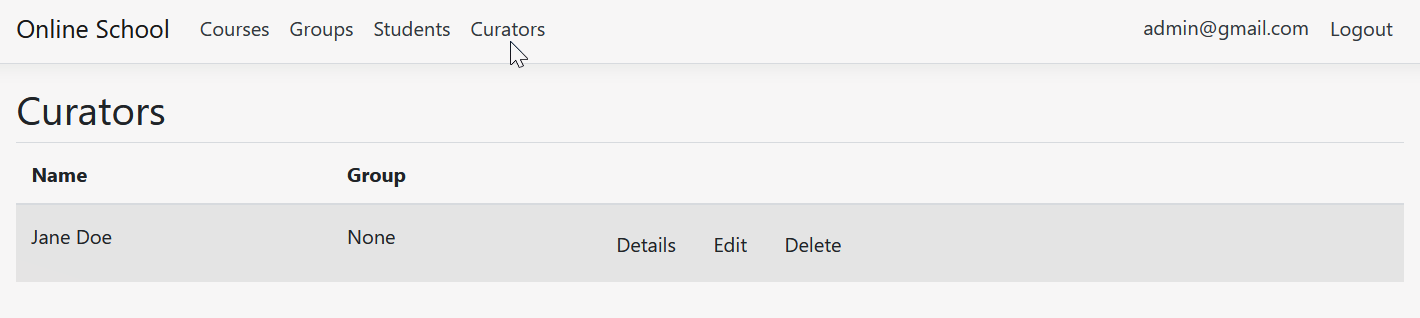 Online School Courses Groups Students Curators admin@gmail.com Logout
Curators
Name Group
Jane Doe None Details Edit Delete